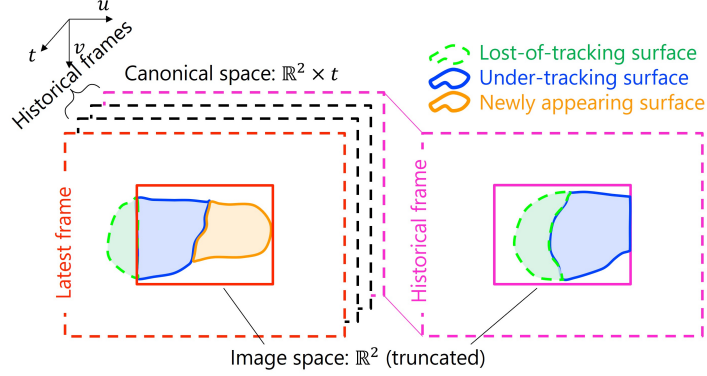 u
t
v
Historical frames
Canonical space: ℝ² × t
Lost-of-tracking surface
Under-tracking surface
Newly appearing surface
Latest frame
Historical frame
Image space: ℝ² (truncated)